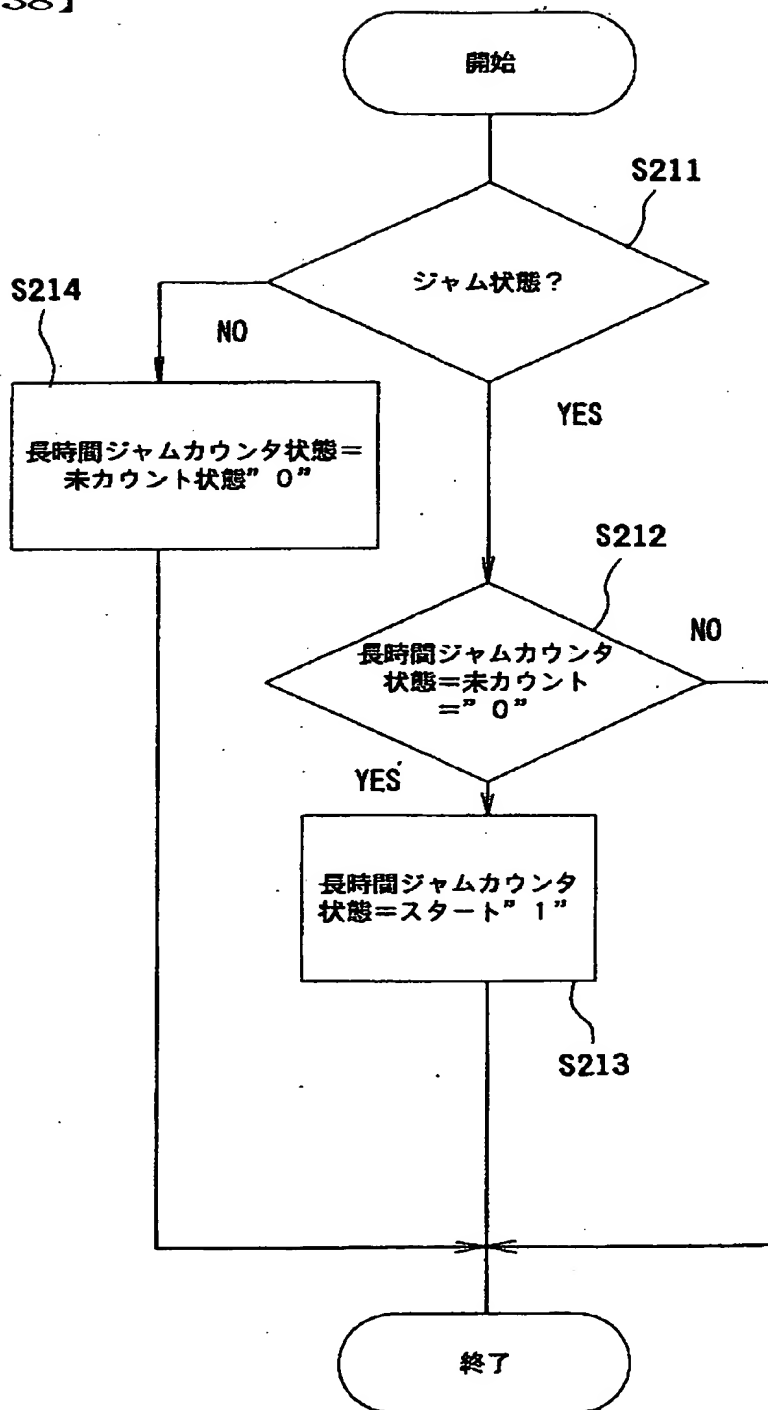 38】
開始
S211
ジャム状態？
S214
NO
YES
長時間ジャムカウンタ状態＝
未カウント状態”０”
S212
NO
長時間ジャムカウンタ
状態＝未カウント
＝”０”
YES
長時間ジャムカウンタ
状態＝スタート”１”
S213
終了